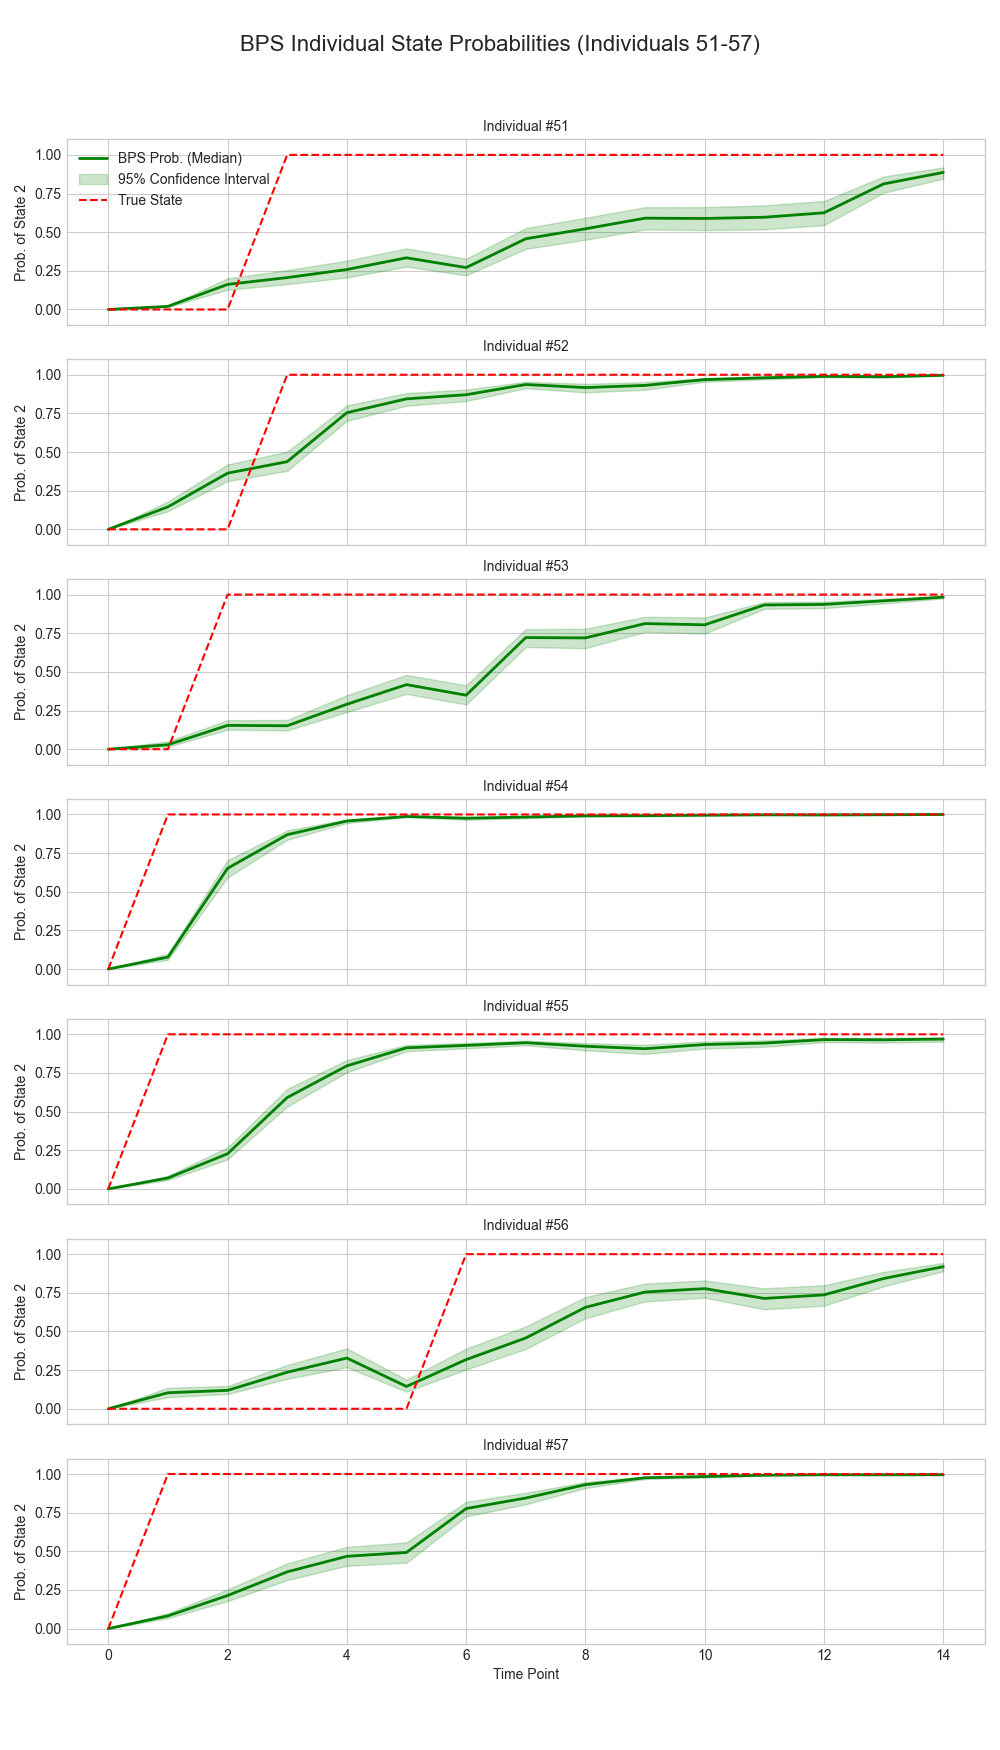 BPS Individual State Probabilities (Individuals 51-57)
Individual #51
BPS Prob. (Median)
95% Confidence Interval
True State
Prob. of State 2
1.00
0.75
0.50
0.25
0.00
Individual #52
Prob. of State 2
1.00
0.75
0.50
0.25
0.00
Individual #53
Prob. of State 2
1.00
0.75
0.50
0.25
0.00
Individual #54
Prob. of State 2
1.00
0.75
0.50
0.25
0.00
Individual #55
Prob. of State 2
1.00
0.75
0.50
0.25
0.00
Individual #56
Prob. of State 2
1.00
0.75
0.50
0.25
0.00
Individual #57
Prob. of State 2
1.00
0.75
0.50
0.25
0.00
0 2 4 6 8 10 12 14
Time Point